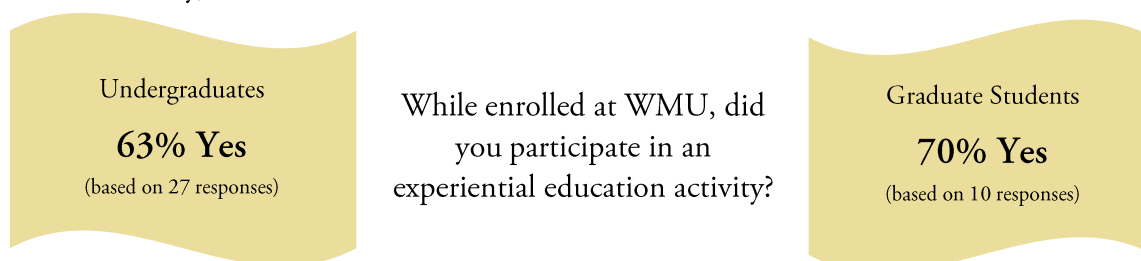 Undergraduates
63% Yes
(based on 27 responses)
While enrolled at WMU, did
you participate in an
experiential education activity?
Graduate Students
70% Yes
(based on 10 responses)